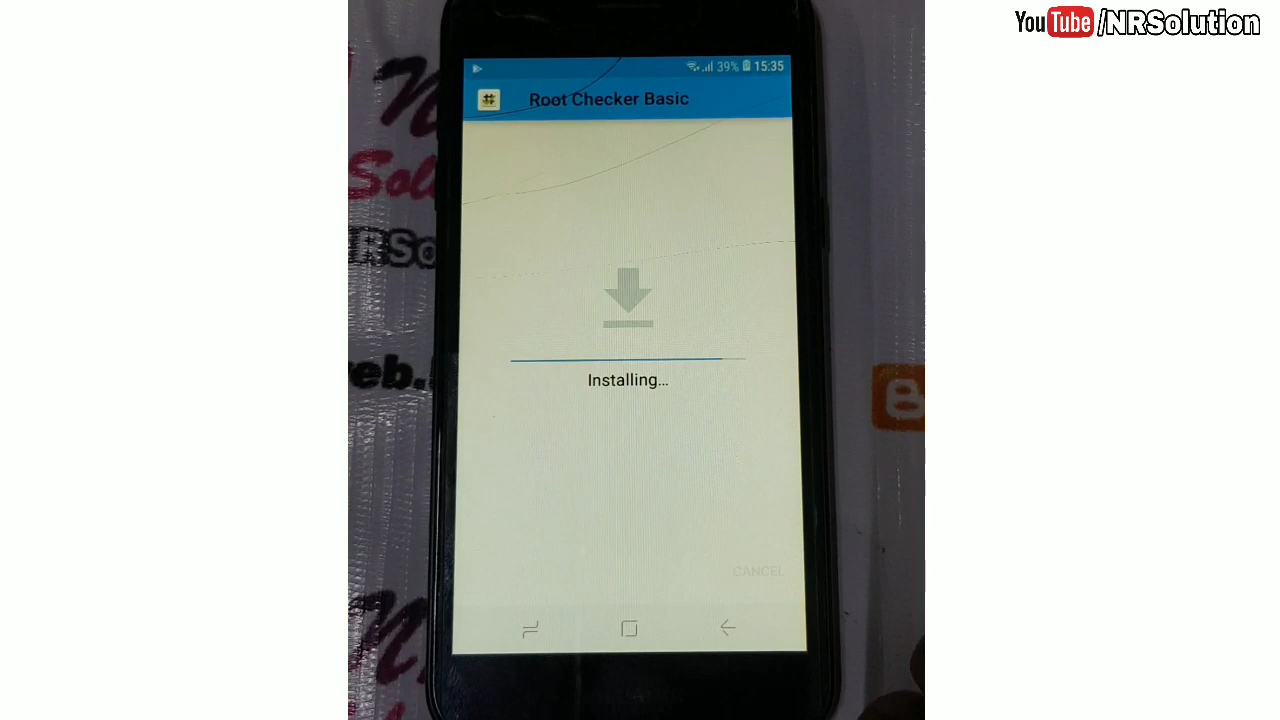 YouTube/NRSolution
39% 15:35
Root Checker Basic
Installing...
CANCEL